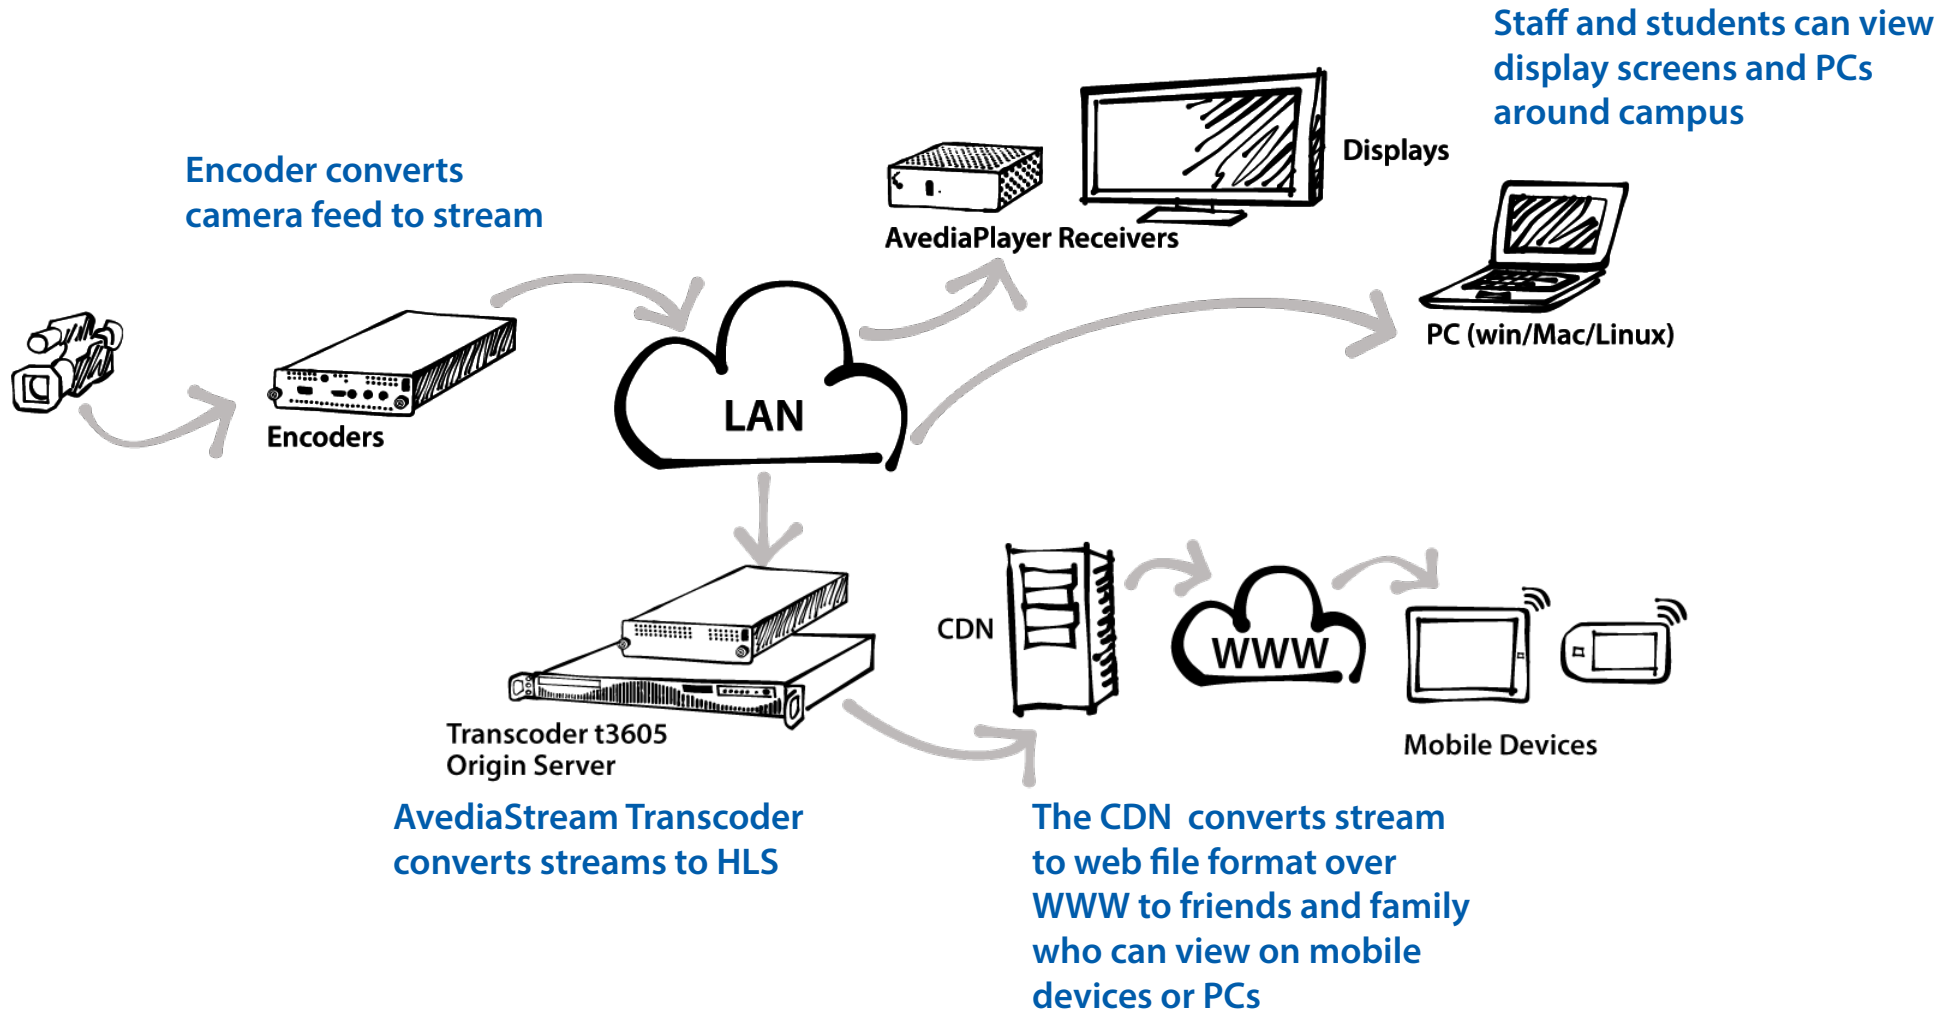 Staff and students can view
display screens and PCs
around campus
Displays
Encoder converts
camera feed to stream
AvediaPlayer Receivers
PC (win/Mac/Linux)
LAN
Encoders
CDN
WWW
Transcoder t3605
Origin Server
Mobile Devices
AvediaStream Transcoder
converts streams to HLS
The CDN  converts stream
to web file format over
WWW to friends and family
who can view on mobile
devices or PCs